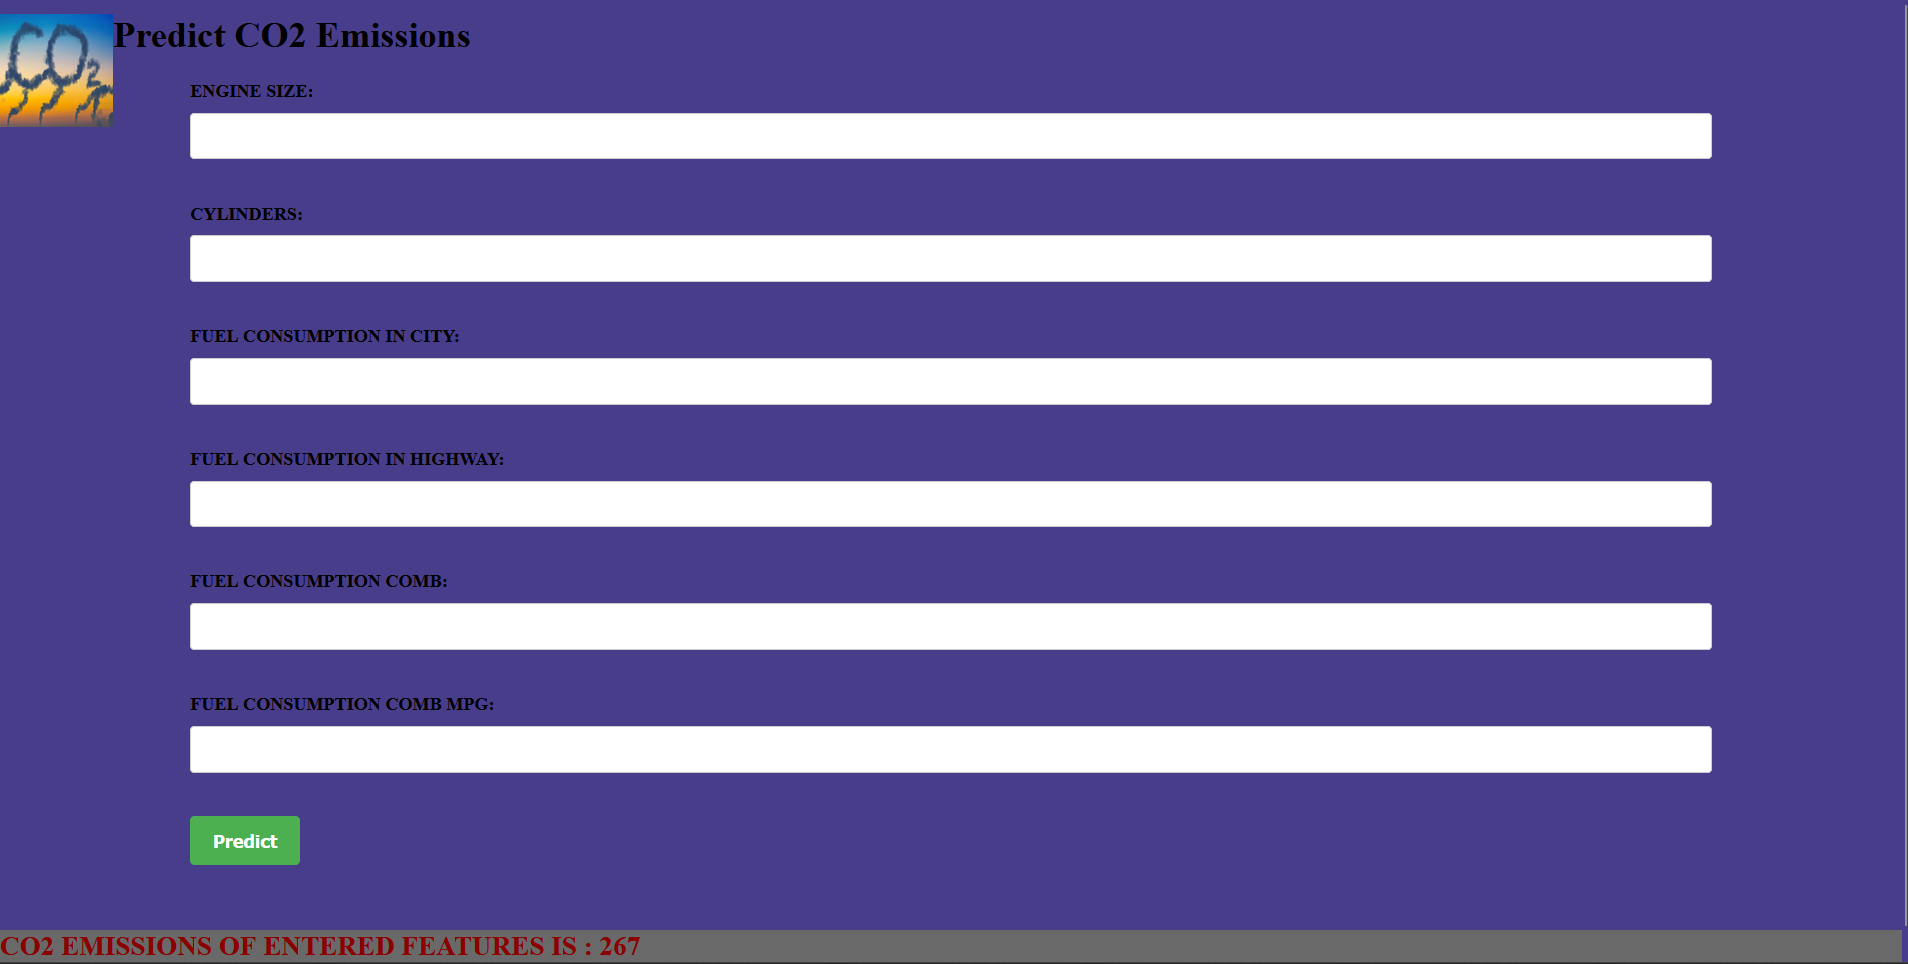 CO2
Predict CO2 Emissions
ENGINE SIZE:
CYLINDERS:
FUEL CONSUMPTION IN CITY:
FUEL CONSUMPTION IN HIGHWAY:
FUEL CONSUMPTION COMB:
FUEL CONSUMPTION COMB MPG:
Predict
CO2 EMISSIONS OF ENTERED FEATURES IS : 267